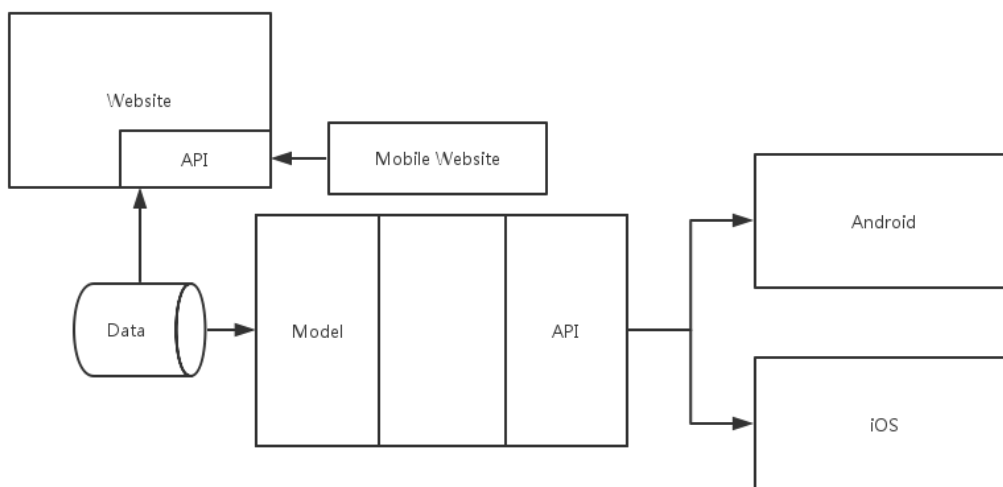 Website
API
Mobile Website
Android
Data
Model
API
iOS